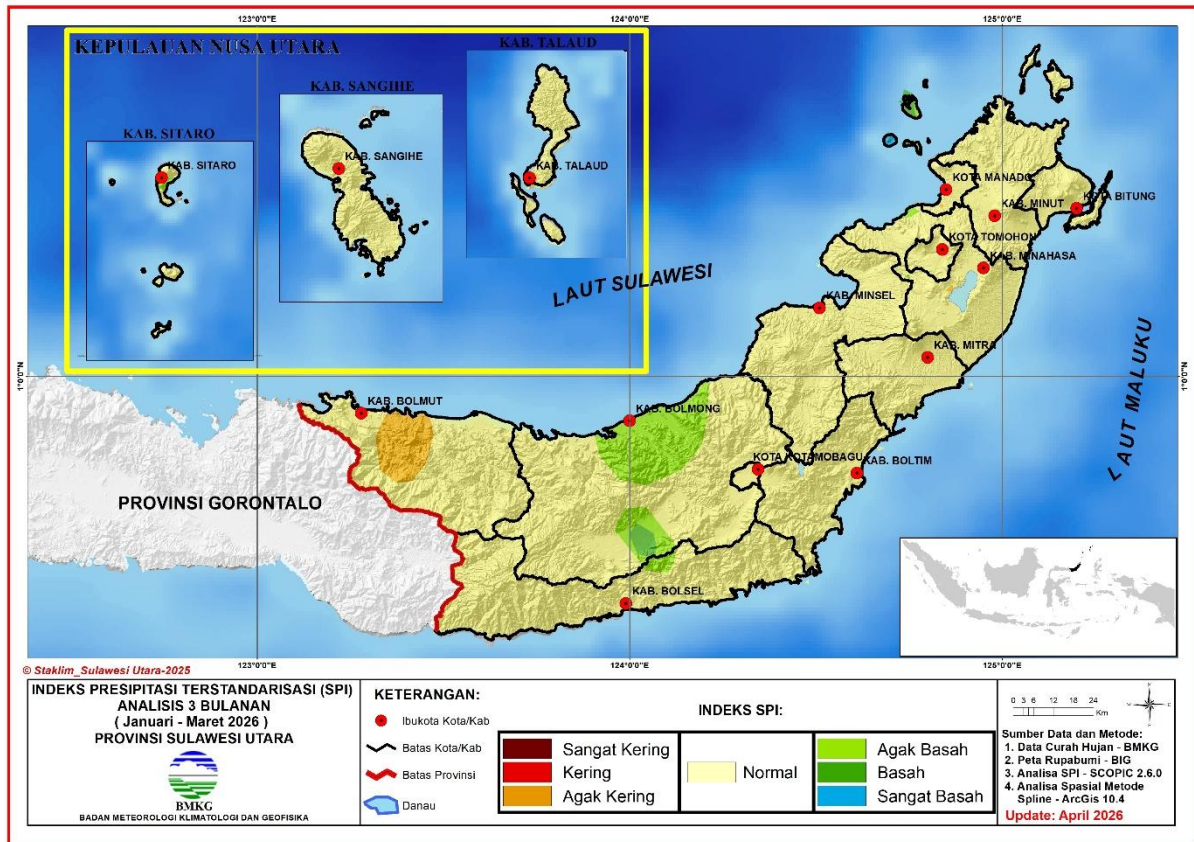 123°0'0"E
124°0'0"E
125°0'0"E
KEPULAUAN NUSA UTARA
KAB. TALAUD
KAB. SANGIHE
KAB. SITARO
KAB. SITARO
KAB. SANGIHE
KAB. TALAUD
KOTA MANADO
KOTA BITUNG
KAB. MINUT
KOTA TOMOHON
KAB. MINAHASA
LAUT SULAWESI
KAB. MINSEL
LAUT MALUKU
KAB. MITRA
1°0'0"N
1°0'0"N
KAB. BOLMUT
KAB. BOLMONG
KOTA KOTAMOBAGU
KAB. BOLTIM
PROVINSI GORONTALO
KAB. BOLSEL
123°0'0"E
124°0'0"E
125°0'0"E
© Staklim_Sulawesi Utara-2025
INDEKS PRESIPITASI TERSTANDARISASI (SPI)
ANALISIS 3 BULANAN
( Januari - Maret 2026 )
PROVINSI SULAWESI UTARA
BMKG
BADAN METEOROLOGI KLIMATOLOGI DAN GEOFISIKA
KETERANGAN:
Ibukota Kota/Kab
Batas Kota/Kab
Batas Provinsi
Danau
INDEKS SPI:
Sangat Kering
Kering
Agak Kering
Normal
Agak Basah
Basah
Sangat Basah
0 3 6 12 18 24
Km
Sumber Data dan Metode:
1. Data Curah Hujan - BMKG
2. Peta Rupabumi - BIG
3. Analisa SPI - SCOPIC 2.6.0
4. Analisa Spasial Metode
Spline - ArcGis 10.4
Update: April 2026